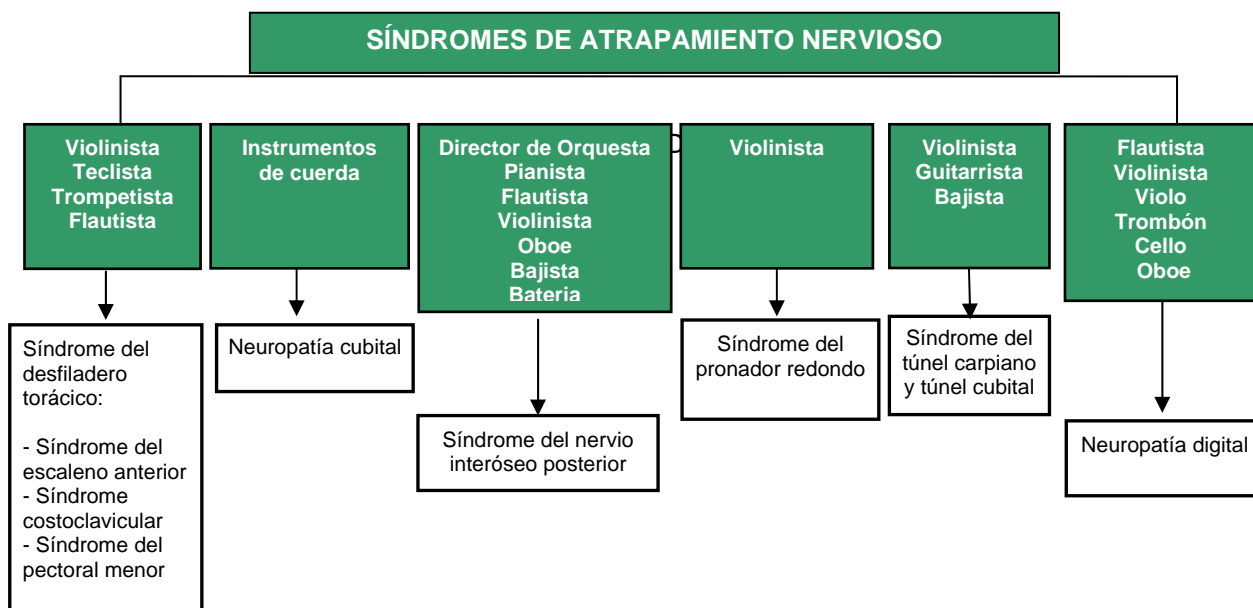 SÍNDROMES DE ATRAPAMIENTO NERVIOSO
Violinista
Teclista
Trompetista
Flautista
Instrumentos
de cuerda
Director de Orquesta
Pianista
Flautista
Violinista
Oboe
Bajista
Bateria
D
Violinista
Violinista
Guitarrista
Bajista
Flautista
Violinista
Violo
Trombón
Cello
Oboe
Síndrome del
desfiladero
torácico:
- Síndrome del
escaleno anterior
- Síndrome
costoclavicular
- Síndrome del
pectoral menor
Neuropatía cubital
Síndrome del nervio
interóseo posterior
Síndrome del
pronador redondo
Síndrome del
túnel carpiano
y túnel cubital
Neuropatía digital